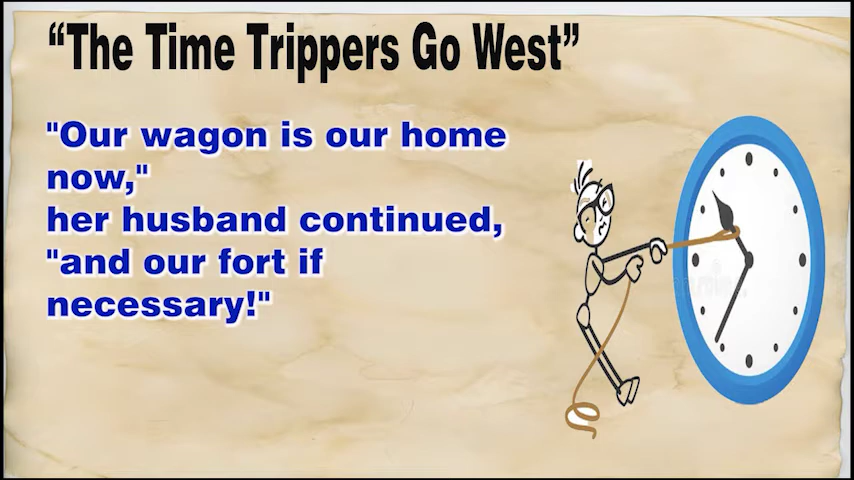 “The Time Trippers Go West”
"Our wagon is our home
now,"
her husband continued,
"and our fort if
necessary!"